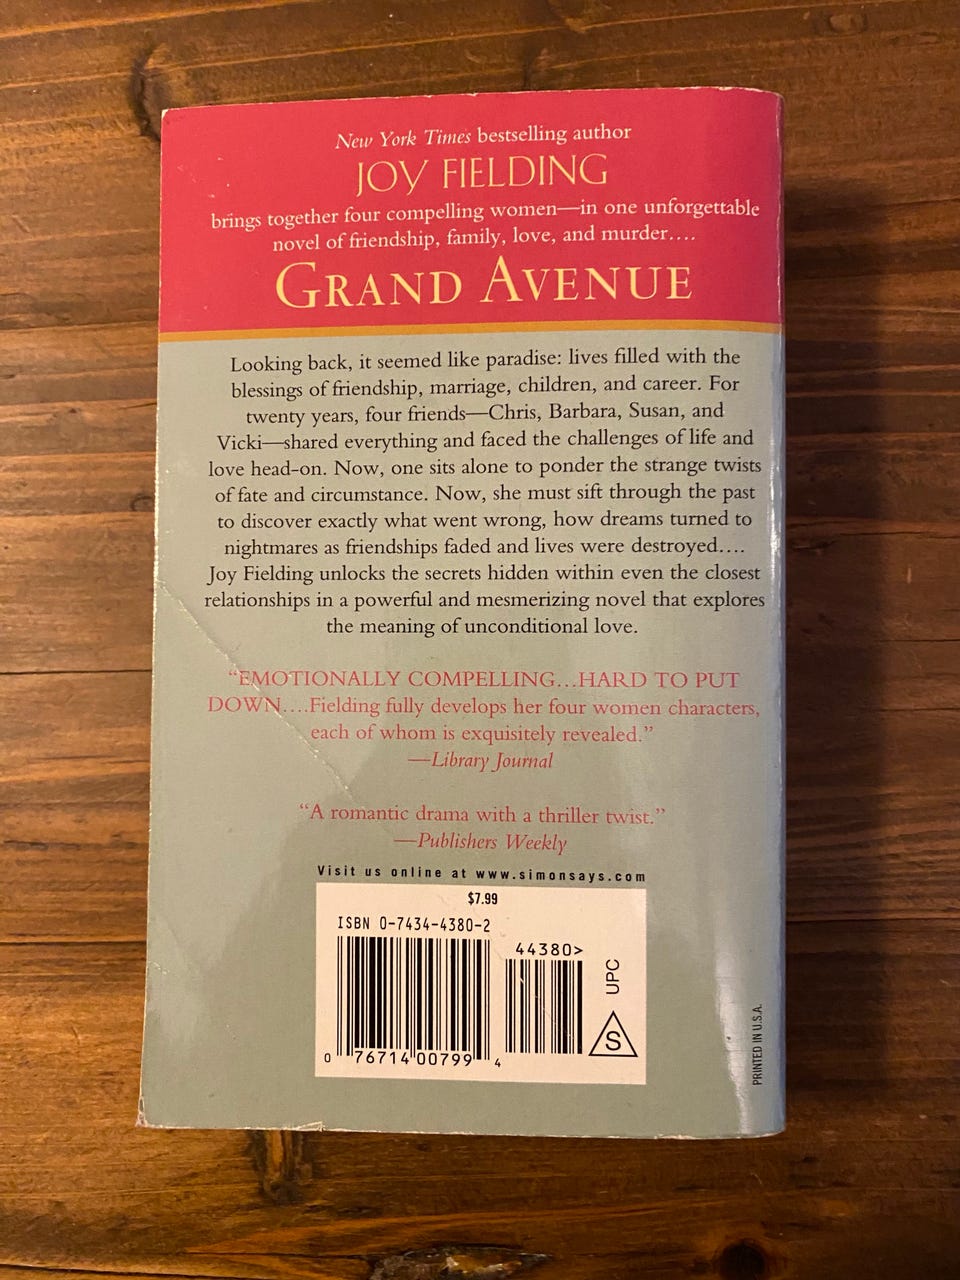 New York Times bestselling author
JOY FIELDING
brings together four compelling women—in one unforgettable
novel of friendship, family, love, and murder....
GRAND AVENUE
Looking back, it seemed like paradise: lives filled with the
blessings of friendship, marriage, children, and career. For
twenty years, four friends—Chris, Barbara, Susan, and
Vicki—shared everything and faced the challenges of life and
love head-on. Now, one sits alone to ponder the strange twists
of fate and circumstance. Now, she must sift through the past
to discover exactly what went wrong, how dreams turned to
nightmares as friendships faded and lives were destroyed....
Joy Fielding unlocks the secrets hidden within even the closest
relationships in a powerful and mesmerizing novel that explores
the meaning of unconditional love.
“EMOTIONALLY COMPELLING...HARD TO PUT
DOWN....Fielding fully develops her four women characters,
each of whom is exquisitely revealed.”
—Library Journal
“A romantic drama with a thriller twist.”
—Publishers Weekly
Visit us online at www.simonsays.com
$7.99
ISBN 0-7434-4380-2
44380>
UPC
S
0 76714 00799 4
PRINTED IN U.S.A.